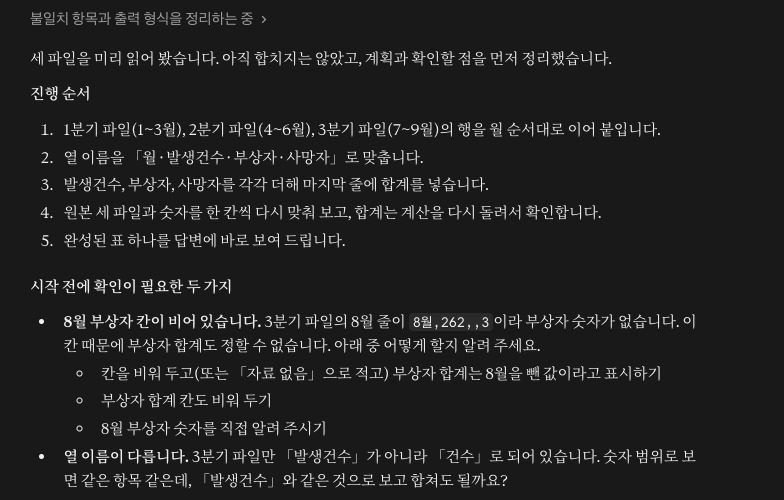 불일치 항목과 출력 형식을 정리하는 중 >
세 파일을 미리 읽어 봤습니다. 아직 합치지는 않았고, 계획과 확인할 점을 먼저 정리했습니다.
진행 순서
1. 1분기 파일(1~3월), 2분기 파일(4~6월), 3분기 파일(7~9월)의 행을 월 순서대로 이어 붙입니다.
2. 열 이름을 「월·발생건수·부상자·사망자」로 맞춥니다.
3. 발생건수, 부상자, 사망자를 각각 더해 마지막 줄에 합계를 넣습니다.
4. 원본 세 파일과 숫자를 한 칸씩 다시 맞춰 보고, 합계는 계산을 다시 돌려서 확인합니다.
5. 완성된 표 하나를 답변에 바로 보여 드립니다.
시작 전에 확인이 필요한 두 가지
• 8월 부상자 칸이 비어 있습니다. 3분기 파일의 8월 줄이 8월,262,,3 이라 부상자 숫자가 없습니다. 이
칸 때문에 부상자 합계도 정할 수 없습니다. 아래 중 어떻게 할지 알려 주세요.
◦ 칸을 비워 두고(또는 「자료 없음」으로 적고) 부상자 합계는 8월을 뺀 값이라고 표시하기
◦ 부상자 합계 칸도 비워 두기
◦ 8월 부상자 숫자를 직접 알려 주시기
• 열 이름이 다릅니다. 3분기 파일만 「발생건수」가 아니라 「건수」로 되어 있습니다. 숫자 범위로 보
면 같은 항목 같은데, 「발생건수」와 같은 것으로 보고 합쳐도 될까요?